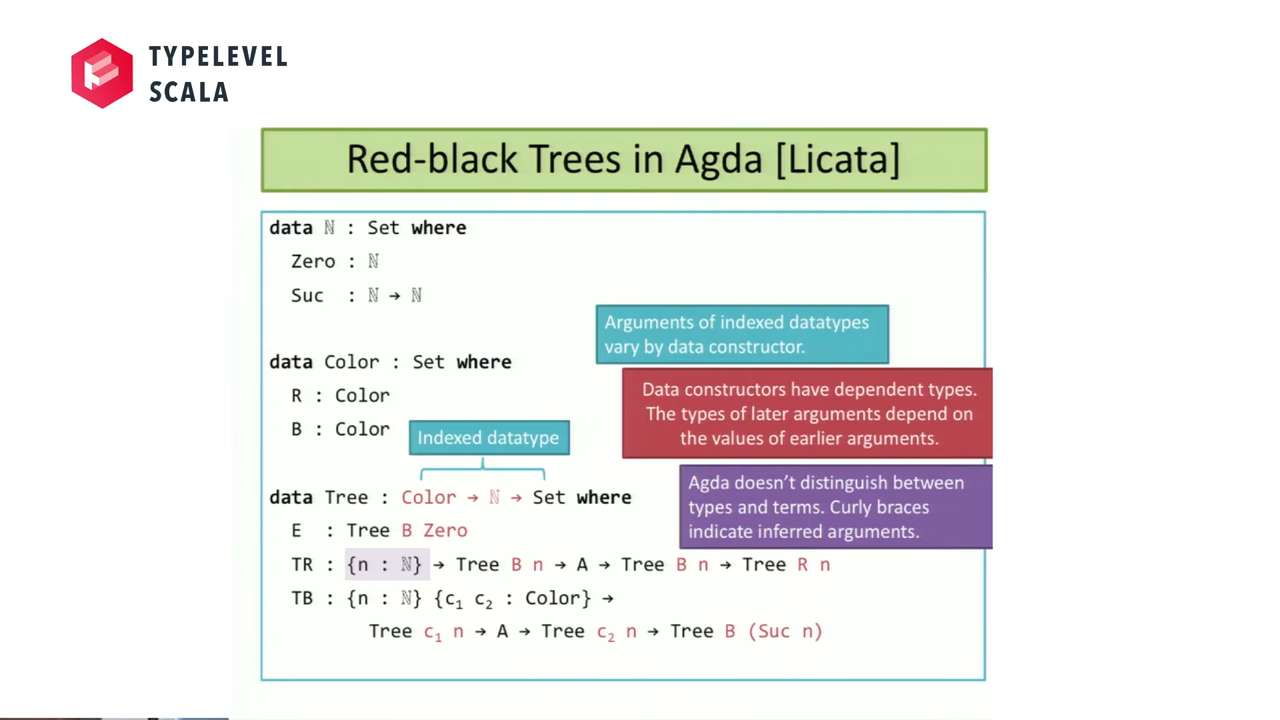 TYPELEVEL
SCALA
Red-black Trees in Agda [Licata]
data ℕ : Set where
Zero : ℕ
Suc : ℕ → ℕ
Arguments of indexed datatypes
vary by data constructor.
data Color : Set where
R : Color
B : Color
Data constructors have dependent types.
The types of later arguments depend on
the values of earlier arguments.
Indexed datatype
Agda doesn't distinguish between
types and terms. Curly braces
indicate inferred arguments.
data Tree : Color → ℕ → Set where
E : Tree B Zero
TR : {n : ℕ} → Tree B n → A → Tree B n → Tree R n
TB : {n : ℕ} {c₁ c₂ : Color} →
Tree c₁ n → A → Tree c₂ n → Tree B (Suc n)